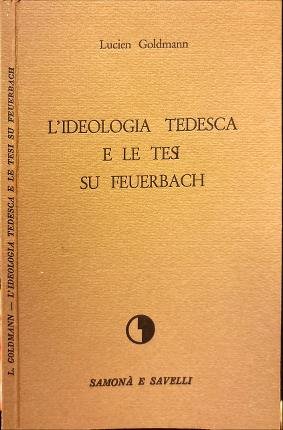 Lucien Goldmann
L'IDEOLOGIA TEDESCA
E LE TESI
SU FEUERBACH
SAMONÀ E SAVELLI
L. GOLDMANN — L'IDEOLOGIA TEDESCA E LE TESI SU FEUERBACH